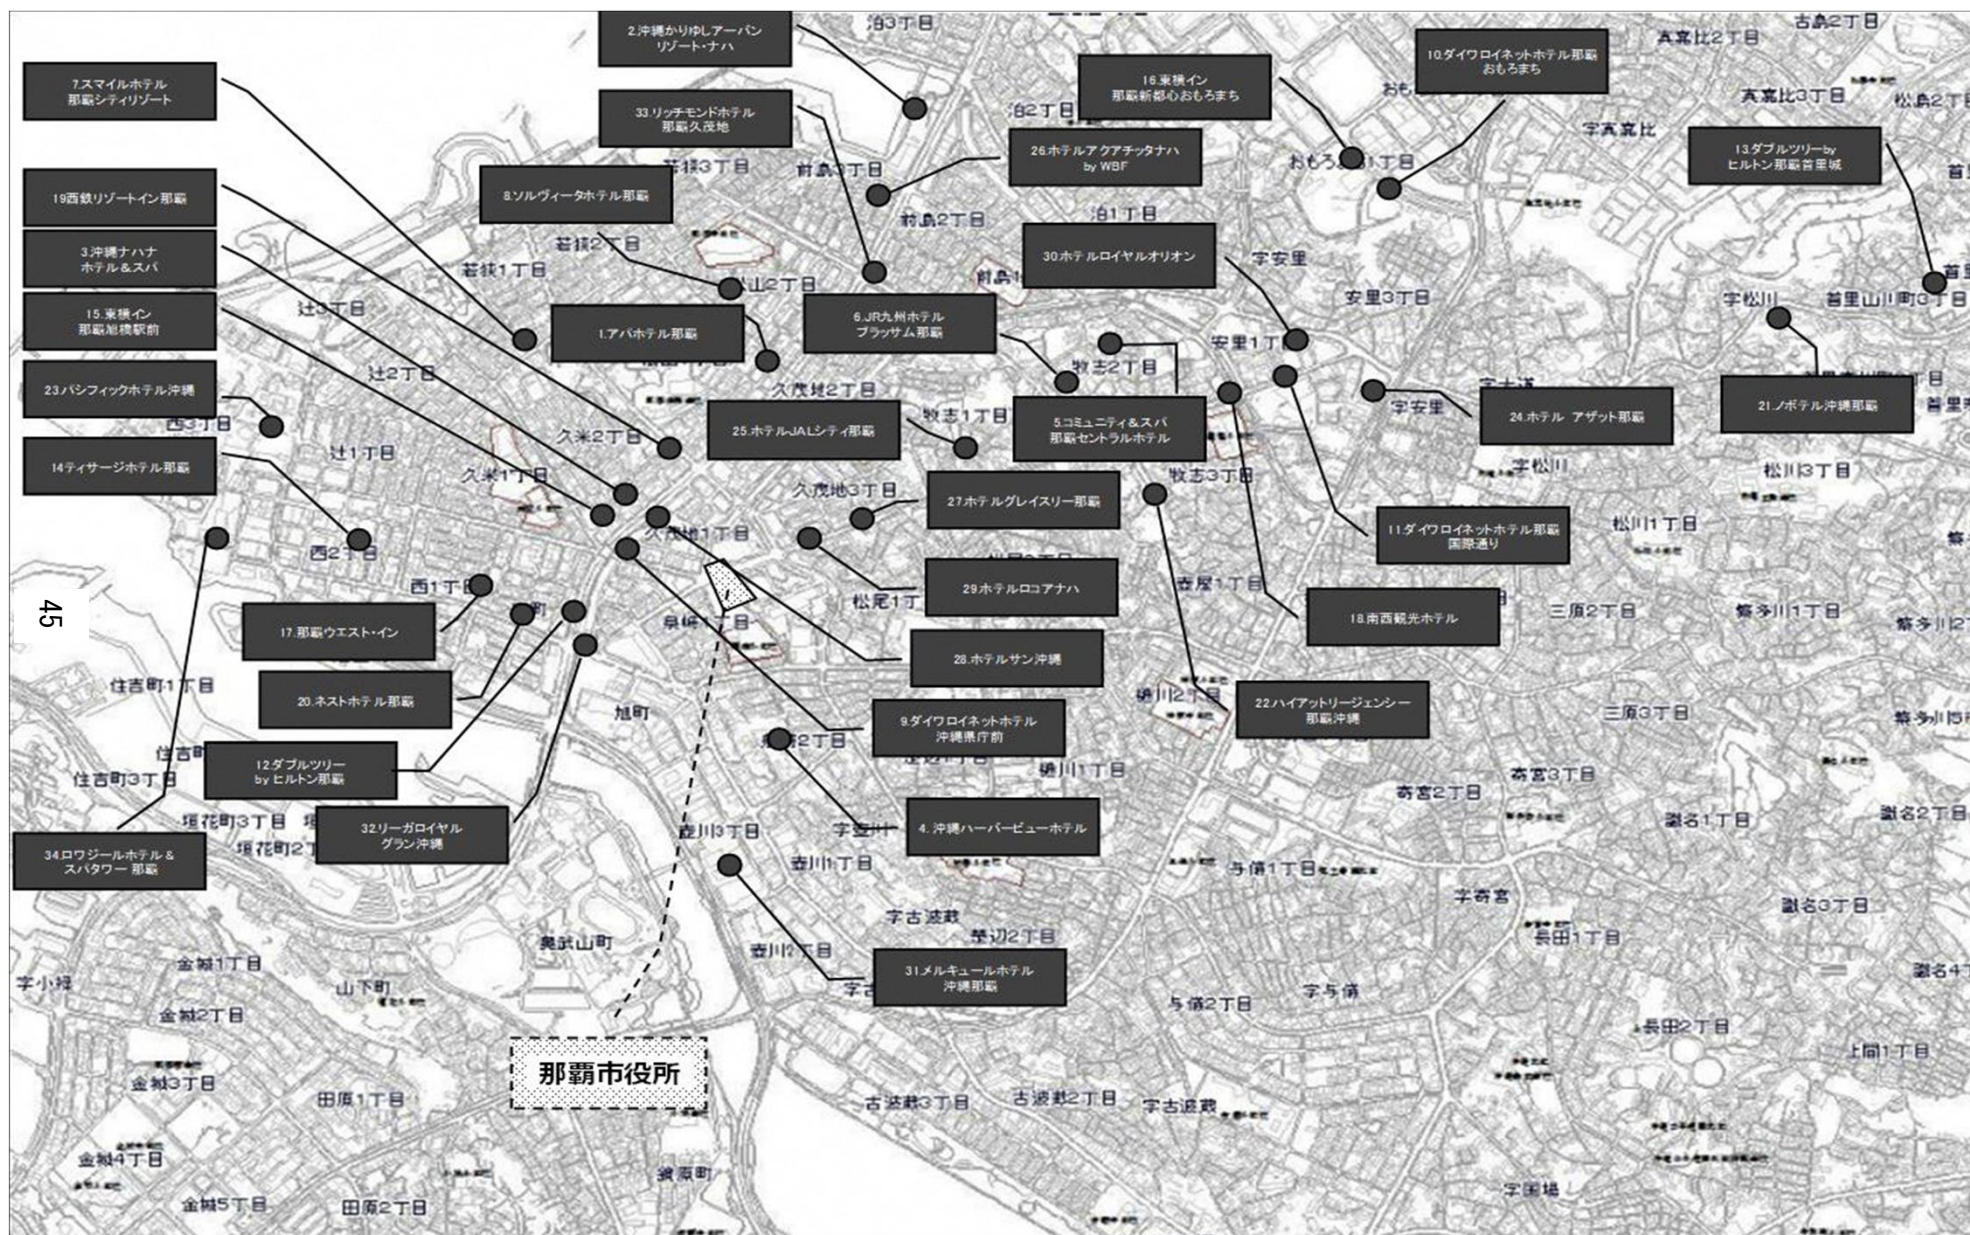 泊3丁目
古島2丁目
真嘉比2丁目
2.沖縄かりゆしアーバン
リゾート・ナハ
10.ダイワロイネットホテル那覇
おもろまち
7.スマイルホテル
那覇シティリゾート
16.東横イン
那覇新都心おもろまち
33.リッチモンドホテル
那覇久茂地
泊2丁目
真嘉比3丁目
松島2丁目
字真嘉比
26.ホテルアクアチッタナハ
by WBF
13.ダブルツリーby
ヒルトン那覇首里城
若狭3丁目
前島3丁目
8.ソルヴィータホテル那覇
19西鉄リゾートイン那覇
前島2丁目
泊1丁目
若狭2丁目
3.沖縄ナハナ
ホテル&スパ
30.ホテルロイヤルオリオン
字安里
若狭1丁目
安里3丁目
字松川
首里山川町3丁目
辻3丁目
15.東横イン
那覇旭橋駅前
1.アパホテル那覇
6.JR九州ホテル
ブラッサム那覇
牧志2丁目
辻2丁目
久茂地2丁目
23.パシフィックホテル沖縄
西3丁目
牧志1丁目
字安里
24.ホテル アザット那覇
21.ノボテル沖縄那覇
25.ホテルJALシティ那覇
5.コミュニティ&スパ
那覇セントラルホテル
久米2丁目
辻1丁目
14ティサージホテル那覇
久米1丁目
久茂地3丁目
牧志3丁目
字松川
松川3丁目
27.ホテルグレイスリー那覇
久茂地1丁目
松川1丁目
11.ダイワロイネットホテル那覇
国際通り
西2丁目
西1丁目
29.ホテルロコアナハ
壺屋1丁目
45
三原2丁目
繁多川1丁目
17.那覇ウエスト・イン
18.南西観光ホテル
28.ホテルサン沖縄
住吉町1丁目
20.ネストホテル那覇
樋川2丁目
旭町
22.ハイアットリージェンシー
那覇沖縄
三原3丁目
9.ダイワロイネットホテル
沖縄県庁前
12.ダブルツリー
by ヒルトン那覇
住吉町3丁目
樋川1丁目
寄宮3丁目
寄宮2丁目
垣花町3丁目
32.リーガロイヤル
グラン沖縄
壺川3丁目
4. 沖縄ハーバービューホテル
識名1丁目
識名2丁目
34.ロワジールホテル &
スパタワー 那覇
壺川1丁目
与儀1丁目
字寄宮
識名3丁目
字古波蔵
奥武山町
壺川2丁目
楚辺2丁目
長田1丁目
金城1丁目
31.メルキュールホテル
沖縄那覇
字小禄
山下町
字与儀
金城2丁目
与儀2丁目
長田2丁目
上間1丁目
那覇市役所
金城3丁目
田原1丁目
古波蔵3丁目
古波蔵2丁目
字古波蔵
金城4丁目
鏡原町
字国場
金城5丁目
田原2丁目